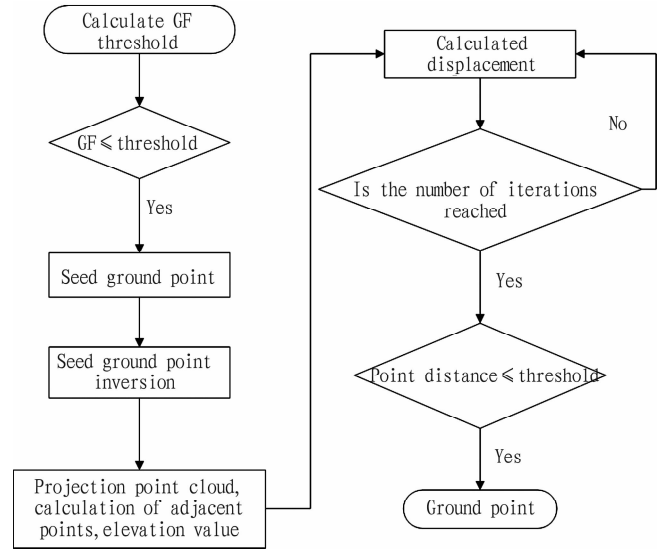 Calculate GF
threshold
GF≤threshold
Yes
Seed ground point
Seed ground point
inversion
Projection point cloud,
calculation of adjacent
points, elevation value
Calculated
displacement
No
Is the number of iterations
reached
Yes
Point distance≤threshold
Yes
Ground point